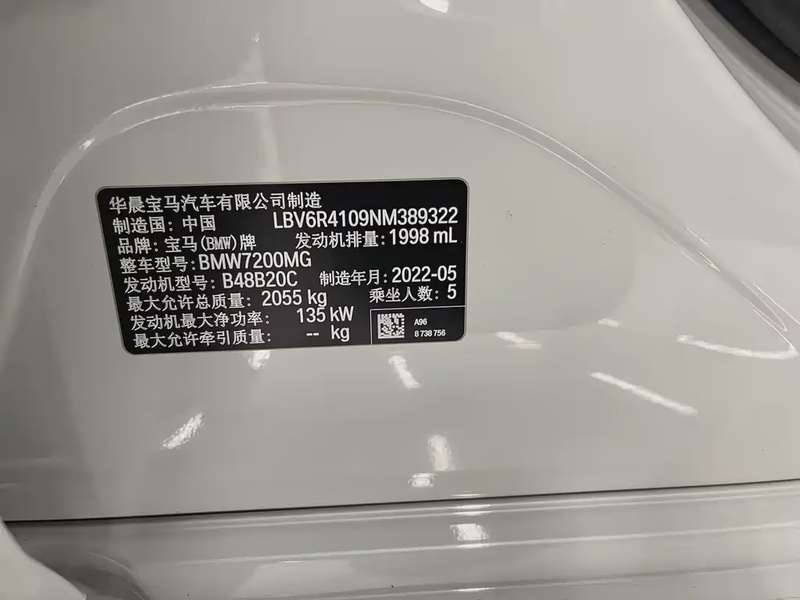 华晨宝马汽车有限公司制造
制造国: 中国 LBV6R4109NM389322
品牌: 宝马(BMW)牌 发动机排量: 1998 mL
整车型号: BMW7200MG
发动机型号: B48B20C 制造年月: 2022-05
最大允许总质量: 2055 kg 乘坐人数: 5
发动机最大净功率: 135 kW
最大允许牵引质量: -- kg
A96
8 738 756